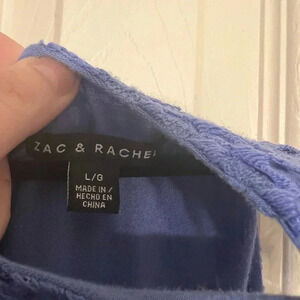 ZAC & RACHEL
L/G
MADE IN /
HECHO EN
CHINA